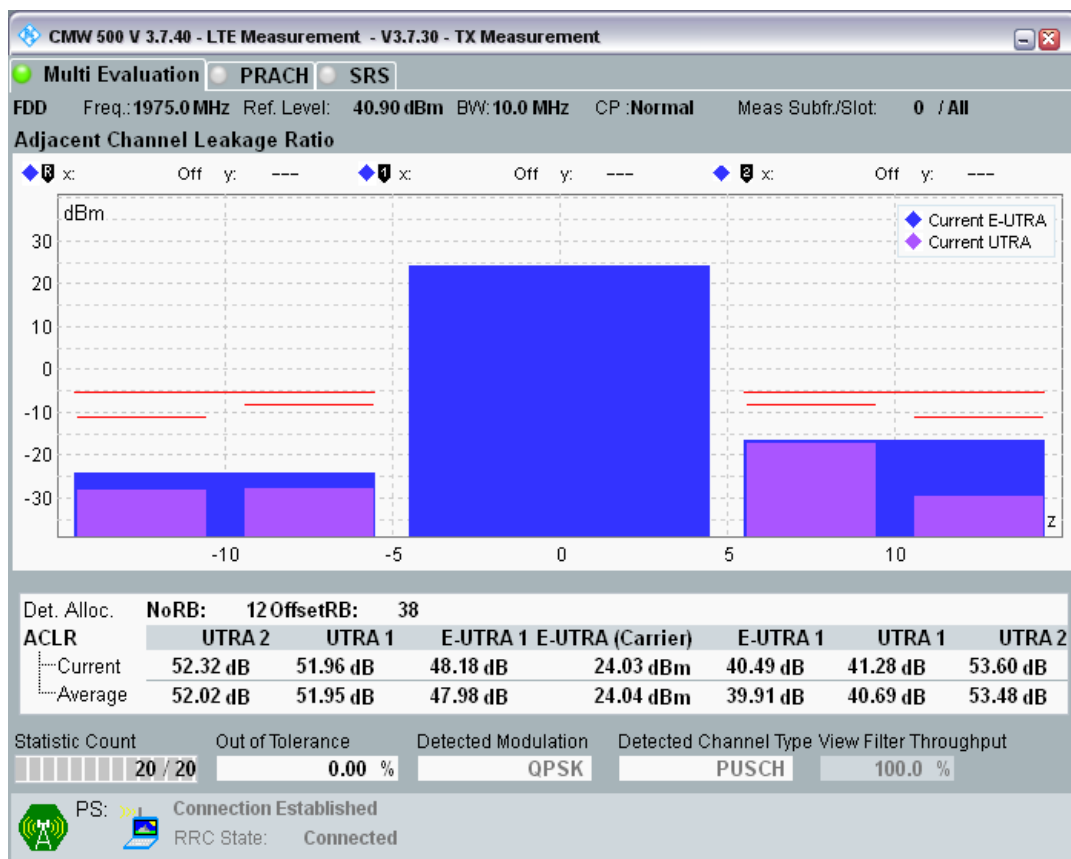 CMW 500 V 3.7.40 - LTE Measurement - V3.7.30 - TX Measurement
Multi Evaluation PRACH SRS
FDD Freq.: 1975.0 MHz Ref. Level: 40.90 dBm BW: 10.0 MHz CP :Normal Meas Subfr./Slot: 0 / All
Adjacent Channel Leakage Ratio
R x: Off y: --- 1 x: Off y: --- 2 x: Off y: ---
dBm
Current E-UTRA
Current UTRA
30
20
10
0
-10
-20
-30
z
-10 -5 0 5 10
Det. Alloc. NoRB: 12 OffsetRB: 38
ACLR UTRA 2 UTRA 1 E-UTRA 1 E-UTRA (Carrier) E-UTRA 1 UTRA 1 UTRA 2
Current 52.32 dB 51.96 dB 48.18 dB 24.03 dBm 40.49 dB 41.28 dB 53.60 dB
Average 52.02 dB 51.95 dB 47.98 dB 24.04 dBm 39.91 dB 40.69 dB 53.48 dB
Statistic Count Out of Tolerance Detected Modulation Detected Channel Type View Filter Throughput
20 / 20 0.00 % QPSK PUSCH 100.0 %
PS: Connection Established
RRC State: Connected